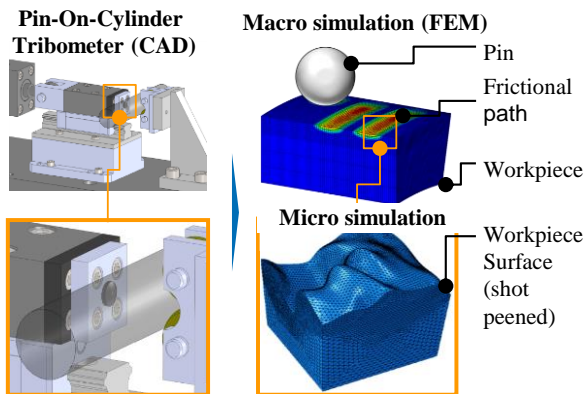 Pin-On-Cylinder
Tribometer (CAD)
Macro simulation (FEM)
Pin
Frictional
path
Workpiece
Micro simulation
Workpiece
Surface
(shot
peened)